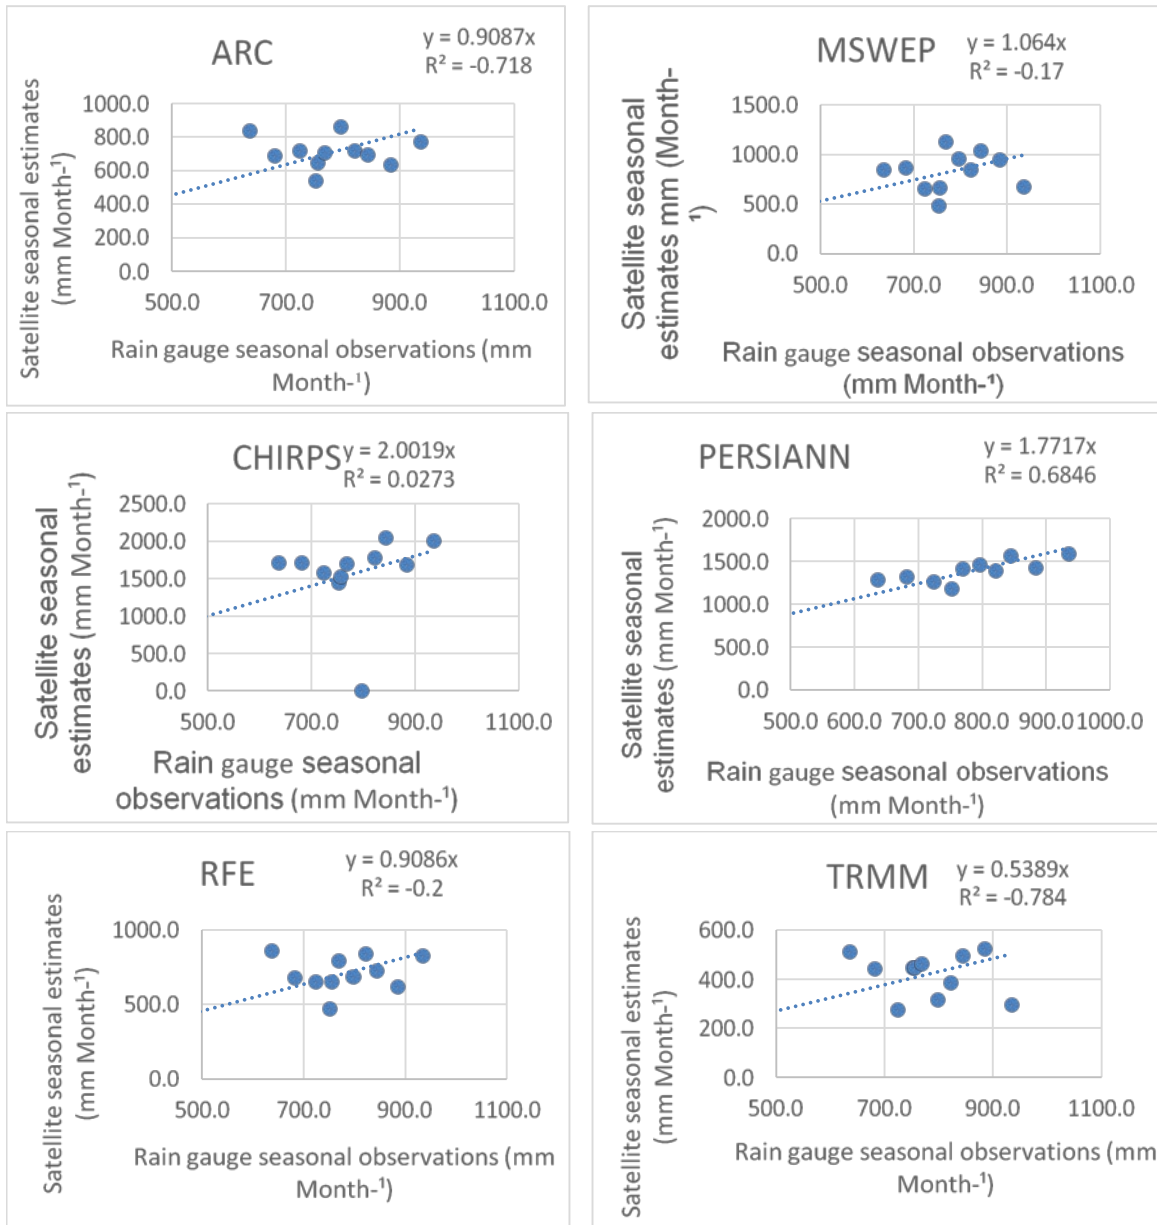 ARC
y = 0.9087x
R² = -0.718
Satellite seasonal estimates
(mm Month-¹)
1000.0
800.0
600.0
400.0
200.0
0.0
500.0 700.0 900.0 1100.0
Rain gauge seasonal observations (mm
Month-¹)
MSWEP
y = 1.064x
R² = -0.17
Satellite seasonal
estimates mm (Month-
¹)
1500.0
1000.0
500.0
0.0
500.0 700.0 900.0 1100.0
Rain gauge seasonal observations
(mm Month-¹)
CHIRPS
y = 2.0019x
R² = 0.0273
Satellite seasonal
estimates (mm Month-¹)
2500.0
2000.0
1500.0
1000.0
500.0
0.0
500.0 700.0 900.0 1100.0
Rain gauge seasonal
observations (mm Month-¹)
PERSIANN
y = 1.7717x
R² = 0.6846
Satellite seasonal
estimates (mm Month-¹)
2000.0
1500.0
1000.0
500.0
0.0
500.0 600.0 700.0 800.0 900.0 1000.0
Rain gauge seasonal observations
(mm Month-¹)
RFE
y = 0.9086x
R² = -0.2
Satellite seasonal estimates
(mm Month-¹)
1000.0
500.0
0.0
500.0 700.0 900.0 1100.0
Rain gauge seasonal observations (mm
Month-¹)
TRMM
y = 0.5389x
R² = -0.784
Satellite seasonal estimates
(mm Month-¹)
600.0
400.0
200.0
0.0
500.0 700.0 900.0 1100.0
Rain gauge seasonal observations (mm
Month-¹)